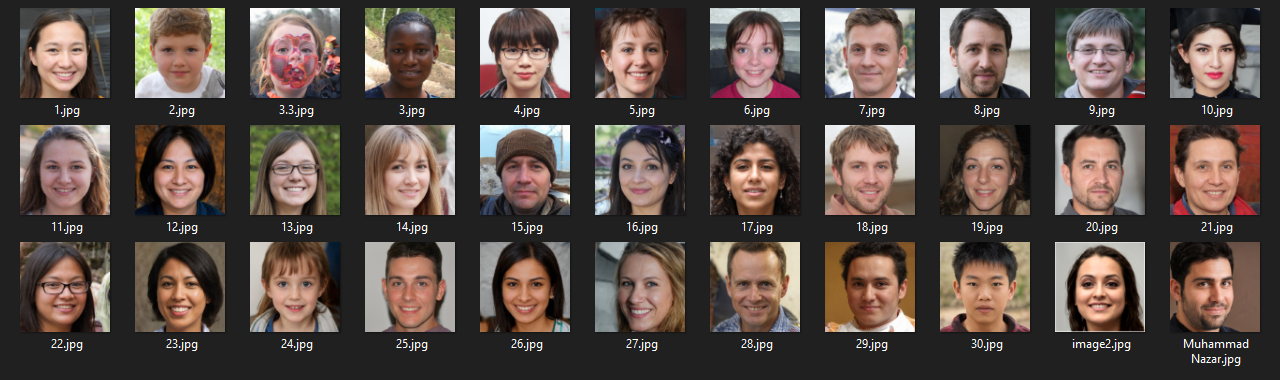 1.jpg
2.jpg
3.3.jpg
3.jpg
4.jpg
5.jpg
6.jpg
7.jpg
8.jpg
9.jpg
10.jpg
11.jpg
12.jpg
13.jpg
14.jpg
15.jpg
16.jpg
17.jpg
18.jpg
19.jpg
20.jpg
21.jpg
22.jpg
23.jpg
24.jpg
25.jpg
26.jpg
27.jpg
28.jpg
29.jpg
30.jpg
image2.jpg
Muhammad
Nazar.jpg